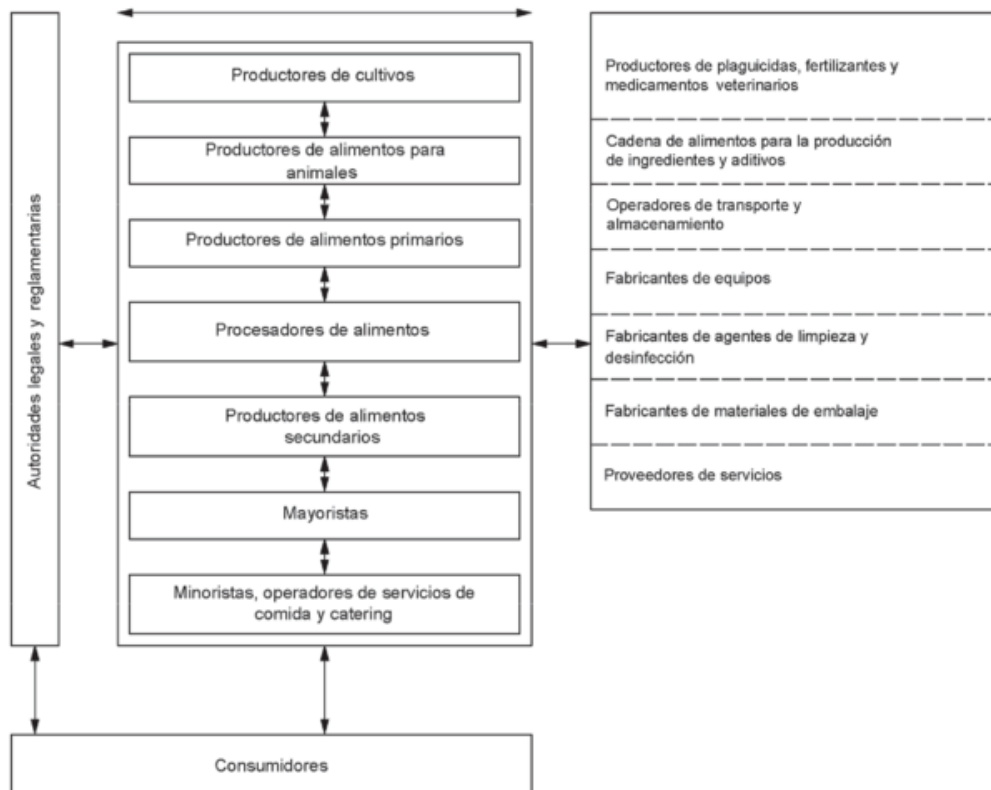 Autoridades legales y reglamentarias
Productores de cultivos
Productores de alimentos para
animales
Productores de alimentos primarios
Procesadores de alimentos
Productores de alimentos
secundarios
Mayoristas
Minoristas, operadores de servicios de
comida y catering
Productores de plaguicidas, fertilizantes y
medicamentos veterinarios
Cadena de alimentos para la producción
de ingredientes y aditivos
Operadores de transporte y
almacenamiento
Fabricantes de equipos
Fabricantes de agentes de limpieza y
desinfección
Fabricantes de materiales de embalaje
Proveedores de servicios
Consumidores